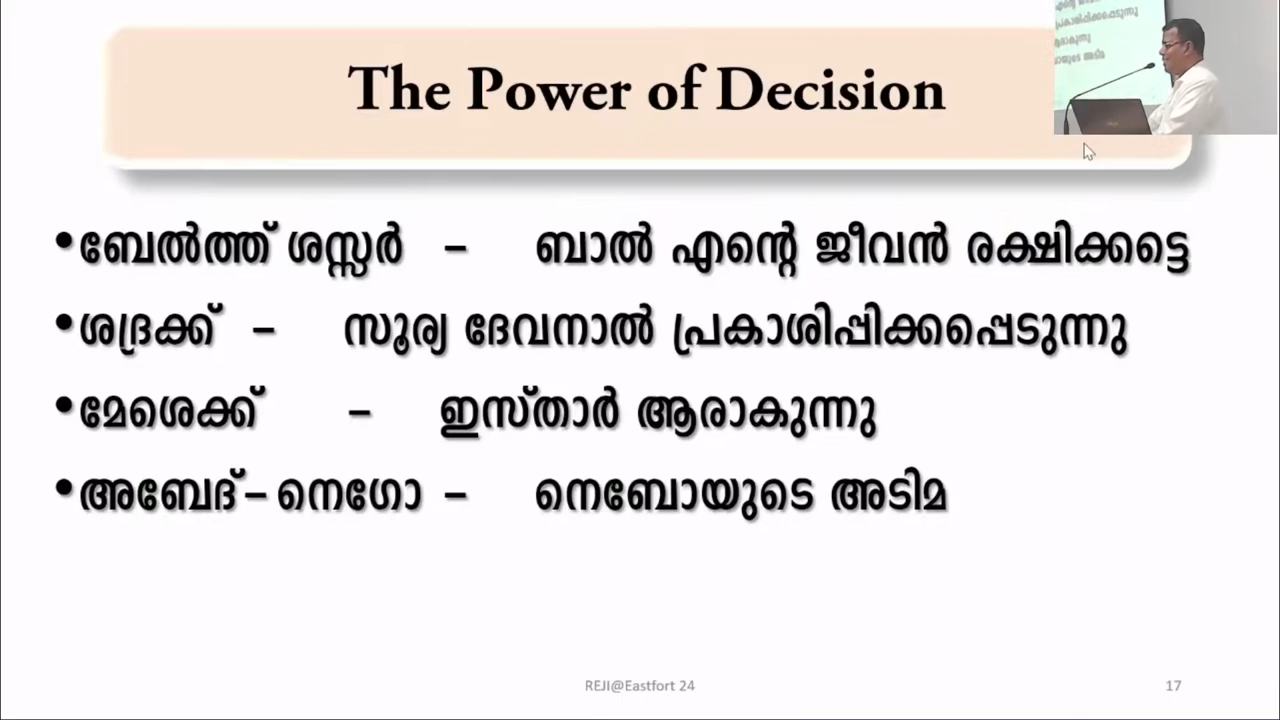 The Power of Decision
•ബേൽത്ത് ശസ്സർ – ബാൽ എന്റെ ജീവൻ രക്ഷിക്കട്ടെ
•ശദ്രക്ക് – സൂര്യ ദേവനാൽ പ്രകാശിപ്പിക്കപ്പെടുന്നു
•മേശെക്ക് – ഇസ്താർ ആരാകുന്നു
•അബേദ്–നെഗോ – നെബോയുടെ അടിമ
REJI@Eastfort 24
17